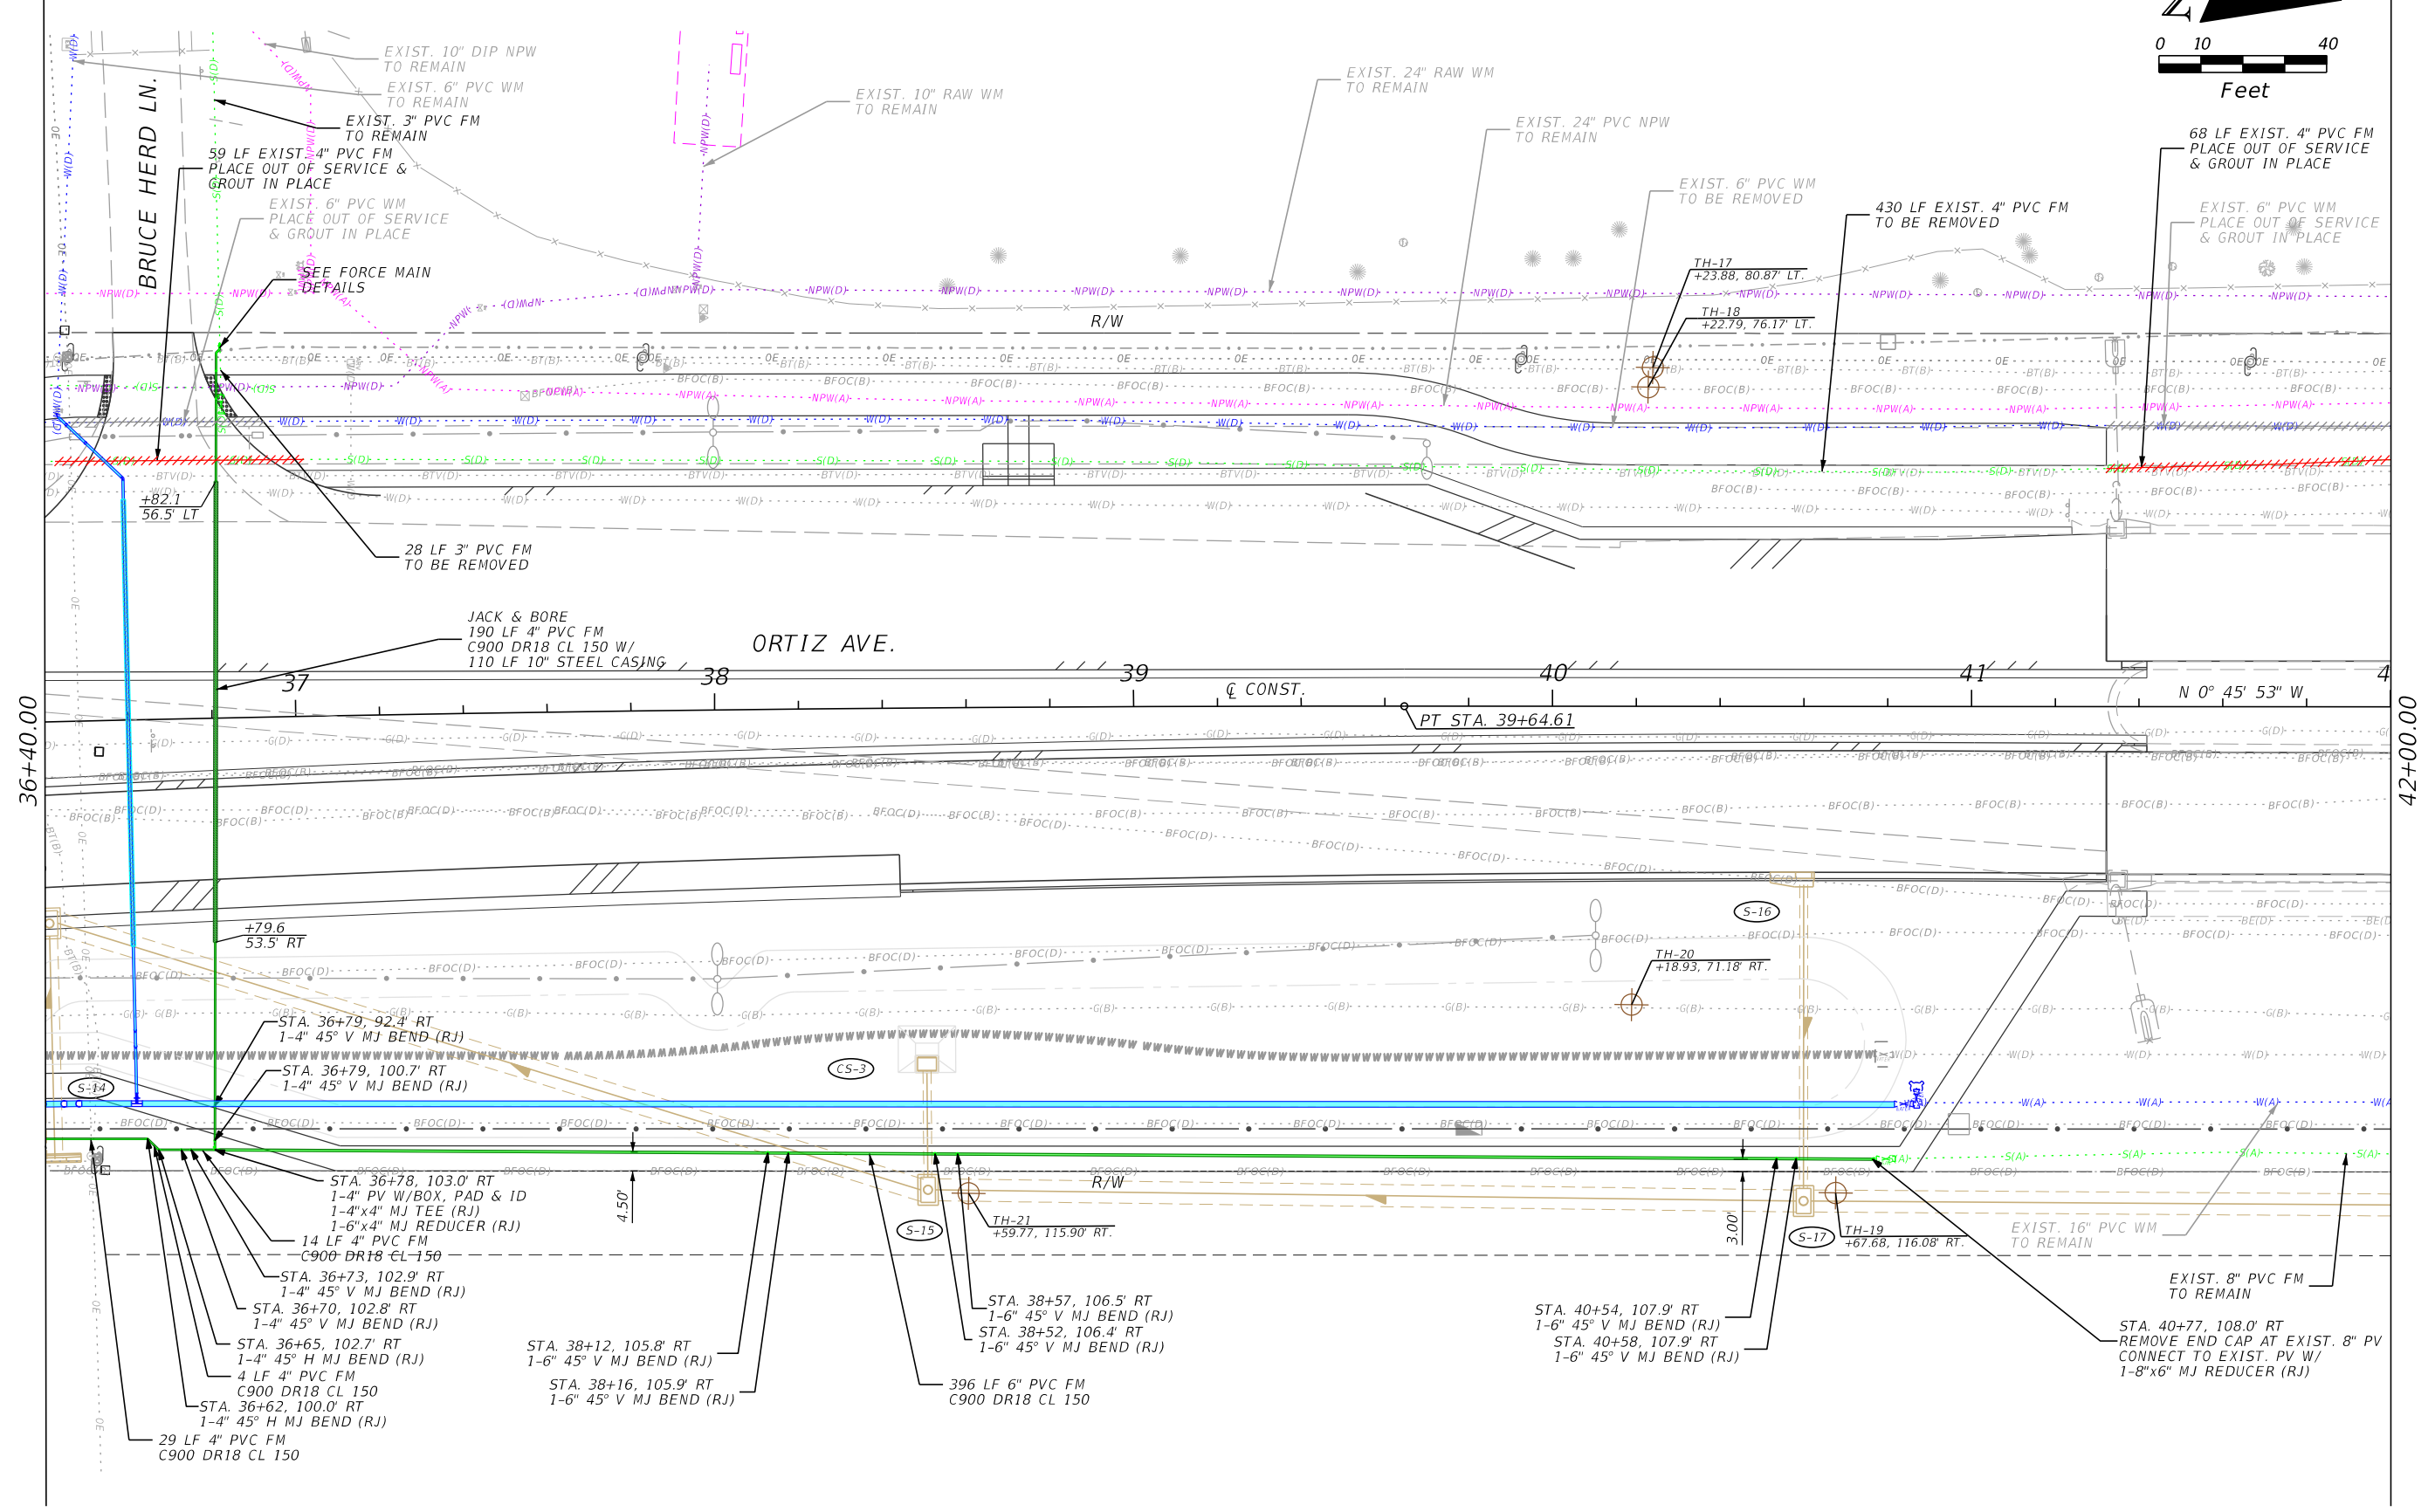 0 10 40
Feet
BRUCE HERD LN.
EXIST. 10" DIP NPW
TO REMAIN
EXIST. 6" PVC WM
TO REMAIN
EXIST. 3" PVC FM
TO REMAIN
59 LF EXIST. 4" PVC FM
PLACE OUT OF SERVICE &
GROUT IN PLACE
EXIST. 6" PVC WM
PLACE OUT OF SERVICE
& GROUT IN PLACE
SEE FORCE MAIN
DETAILS
EXIST. 10" RAW WM
TO REMAIN
EXIST. 24" RAW WM
TO REMAIN
EXIST. 24" PVC NPW
TO REMAIN
EXIST. 6" PVC WM
TO BE REMOVED
430 LF EXIST. 4" PVC FM
TO BE REMOVED
68 LF EXIST. 4" PVC FM
PLACE OUT OF SERVICE
& GROUT IN PLACE
EXIST. 6" PVC WM
PLACE OUT OF SERVICE
& GROUT IN PLACE
TH-17
+23.88, 80.87' LT.
TH-18
+22.79, 76.17' LT.
R/W
+82.1
56.5' LT
28 LF 3" PVC FM
TO BE REMOVED
JACK & BORE
190 LF 4" PVC FM
C900 DR18 CL 150 W/
110 LF 10" STEEL CASING
ORTIZ AVE.
37 38 39 40 41 4
℄ CONST.
N 0° 45' 53" W
PT STA. 39+64.61
36+40.00
42+00.00
+79.6
53.5' RT
S-16
TH-20
+18.93, 71.18' RT.
STA. 36+79, 92.4' RT
1-4" 45° V MJ BEND (RJ)
STA. 36+79, 100.7' RT
1-4" 45° V MJ BEND (RJ)
S-14
CS-3
STA. 36+78, 103.0' RT
1-4" PV W/BOX, PAD & ID
1-4"x4" MJ TEE (RJ)
1-6"x4" MJ REDUCER (RJ)
14 LF 4" PVC FM
C900 DR18 CL 150
STA. 36+73, 102.9' RT
1-4" 45° V MJ BEND (RJ)
STA. 36+70, 102.8' RT
1-4" 45° V MJ BEND (RJ)
STA. 36+65, 102.7' RT
1-4" 45° H MJ BEND (RJ)
4 LF 4" PVC FM
C900 DR18 CL 150
STA. 36+62, 100.0' RT
1-4" 45° H MJ BEND (RJ)
29 LF 4" PVC FM
C900 DR18 CL 150
4.50'
STA. 38+12, 105.8' RT
1-6" 45° V MJ BEND (RJ)
STA. 38+16, 105.9' RT
1-6" 45° V MJ BEND (RJ)
S-15
TH-21
+59.77, 115.90' RT.
R/W
STA. 38+57, 106.5' RT
1-6" 45° V MJ BEND (RJ)
STA. 38+52, 106.4' RT
1-6" 45° V MJ BEND (RJ)
396 LF 6" PVC FM
C900 DR18 CL 150
3.00'
S-17
TH-19
+67.68, 116.08' RT.
STA. 40+54, 107.9' RT
1-6" 45° V MJ BEND (RJ)
STA. 40+58, 107.9' RT
1-6" 45° V MJ BEND (RJ)
EXIST. 16" PVC WM
TO REMAIN
EXIST. 8" PVC FM
TO REMAIN
STA. 40+77, 108.0' RT
REMOVE END CAP AT EXIST. 8" PV
CONNECT TO EXIST. PV W/
1-8"x6" MJ REDUCER (RJ)